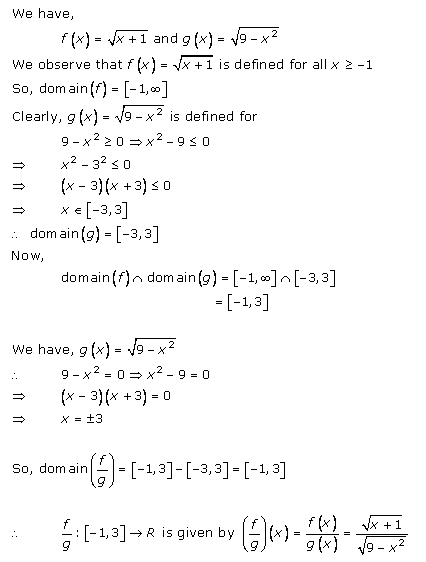 We have,
f(x) = √(x+1) and g(x) = √(9−x²)
We observe that f(x) = √(x+1) is defined for all x ≥ −1
So, domain(f) = [−1,∞]
Clearly, g(x) = √(9−x²) is defined for
9−x² ≥ 0 ⇒ x²−9 ≤ 0
⇒ x²−3² ≤ 0
⇒ (x−3)(x+3) ≤ 0
⇒ x ∈ [−3,3]
∴ domain(g) = [−3,3]
Now,
domain(f) ∩ domain(g) = [−1,∞] ∩ [−3,3]
= [−1,3]
We have, g(x) = √(9−x²)
∴ 9−x² = 0 ⇒ x²−9 = 0
⇒ (x−3)(x+3) = 0
⇒ x = ±3
So, domain(f/g) = [−1,3]−[−3,3] = [−1,3]
∴ f/g : [−1,3] → R is given by (f/g)(x) = f(x)/g(x) = √(x+1)/√(9−x²)